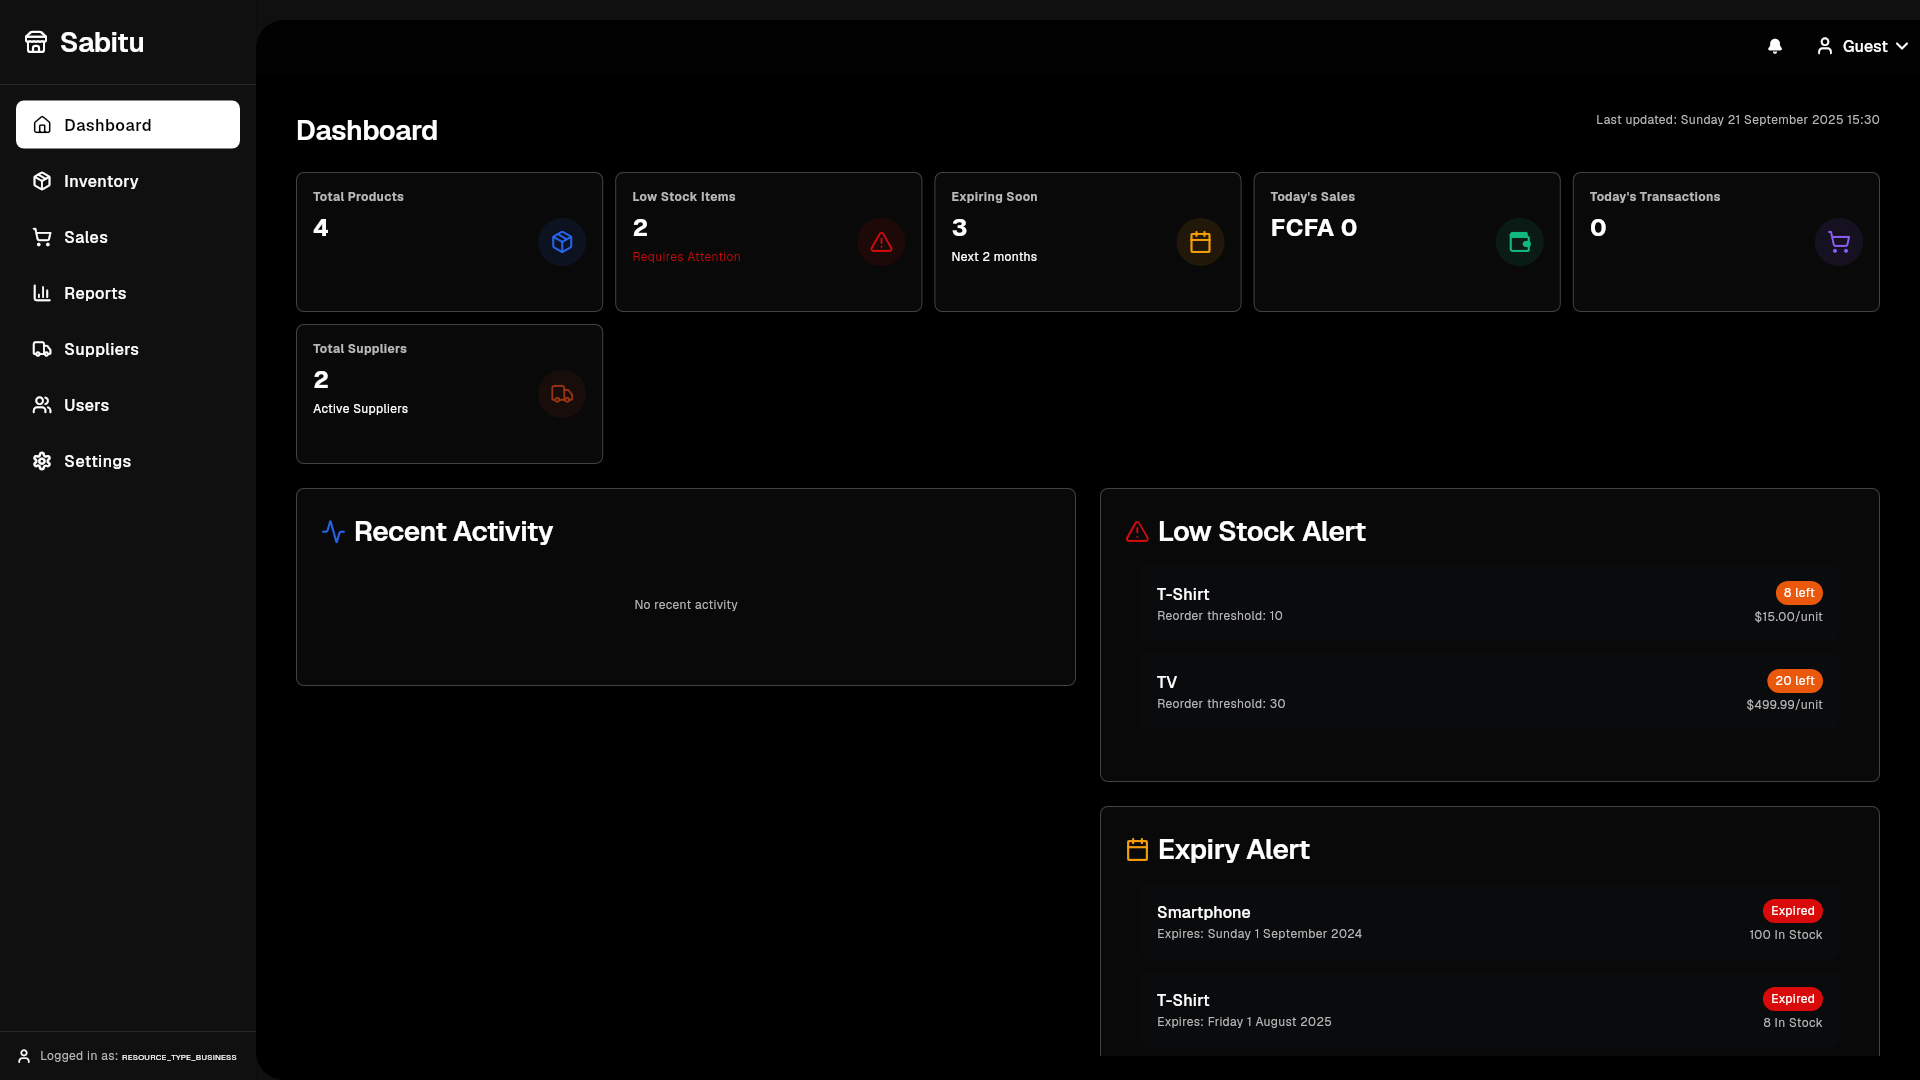 Sabitu
Guest
Dashboard
Inventory
Sales
Reports
Suppliers
Users
Settings
Logged in as: RESOURCE_TYPE_BUSINESS
Dashboard
Last updated: Sunday 21 September 2025 15:30
Total Products
4
Low Stock Items
2
Requires Attention
Expiring Soon
3
Next 2 months
Today's Sales
FCFA 0
Today's Transactions
0
Total Suppliers
2
Active Suppliers
Recent Activity
No recent activity
Low Stock Alert
T-Shirt
8 left
Reorder threshold: 10
$15.00/unit
TV
20 left
Reorder threshold: 30
$499.99/unit
Expiry Alert
Smartphone
Expired
Expires: Sunday 1 September 2024
100 In Stock
T-Shirt
Expired
Expires: Friday 1 August 2025
8 In Stock